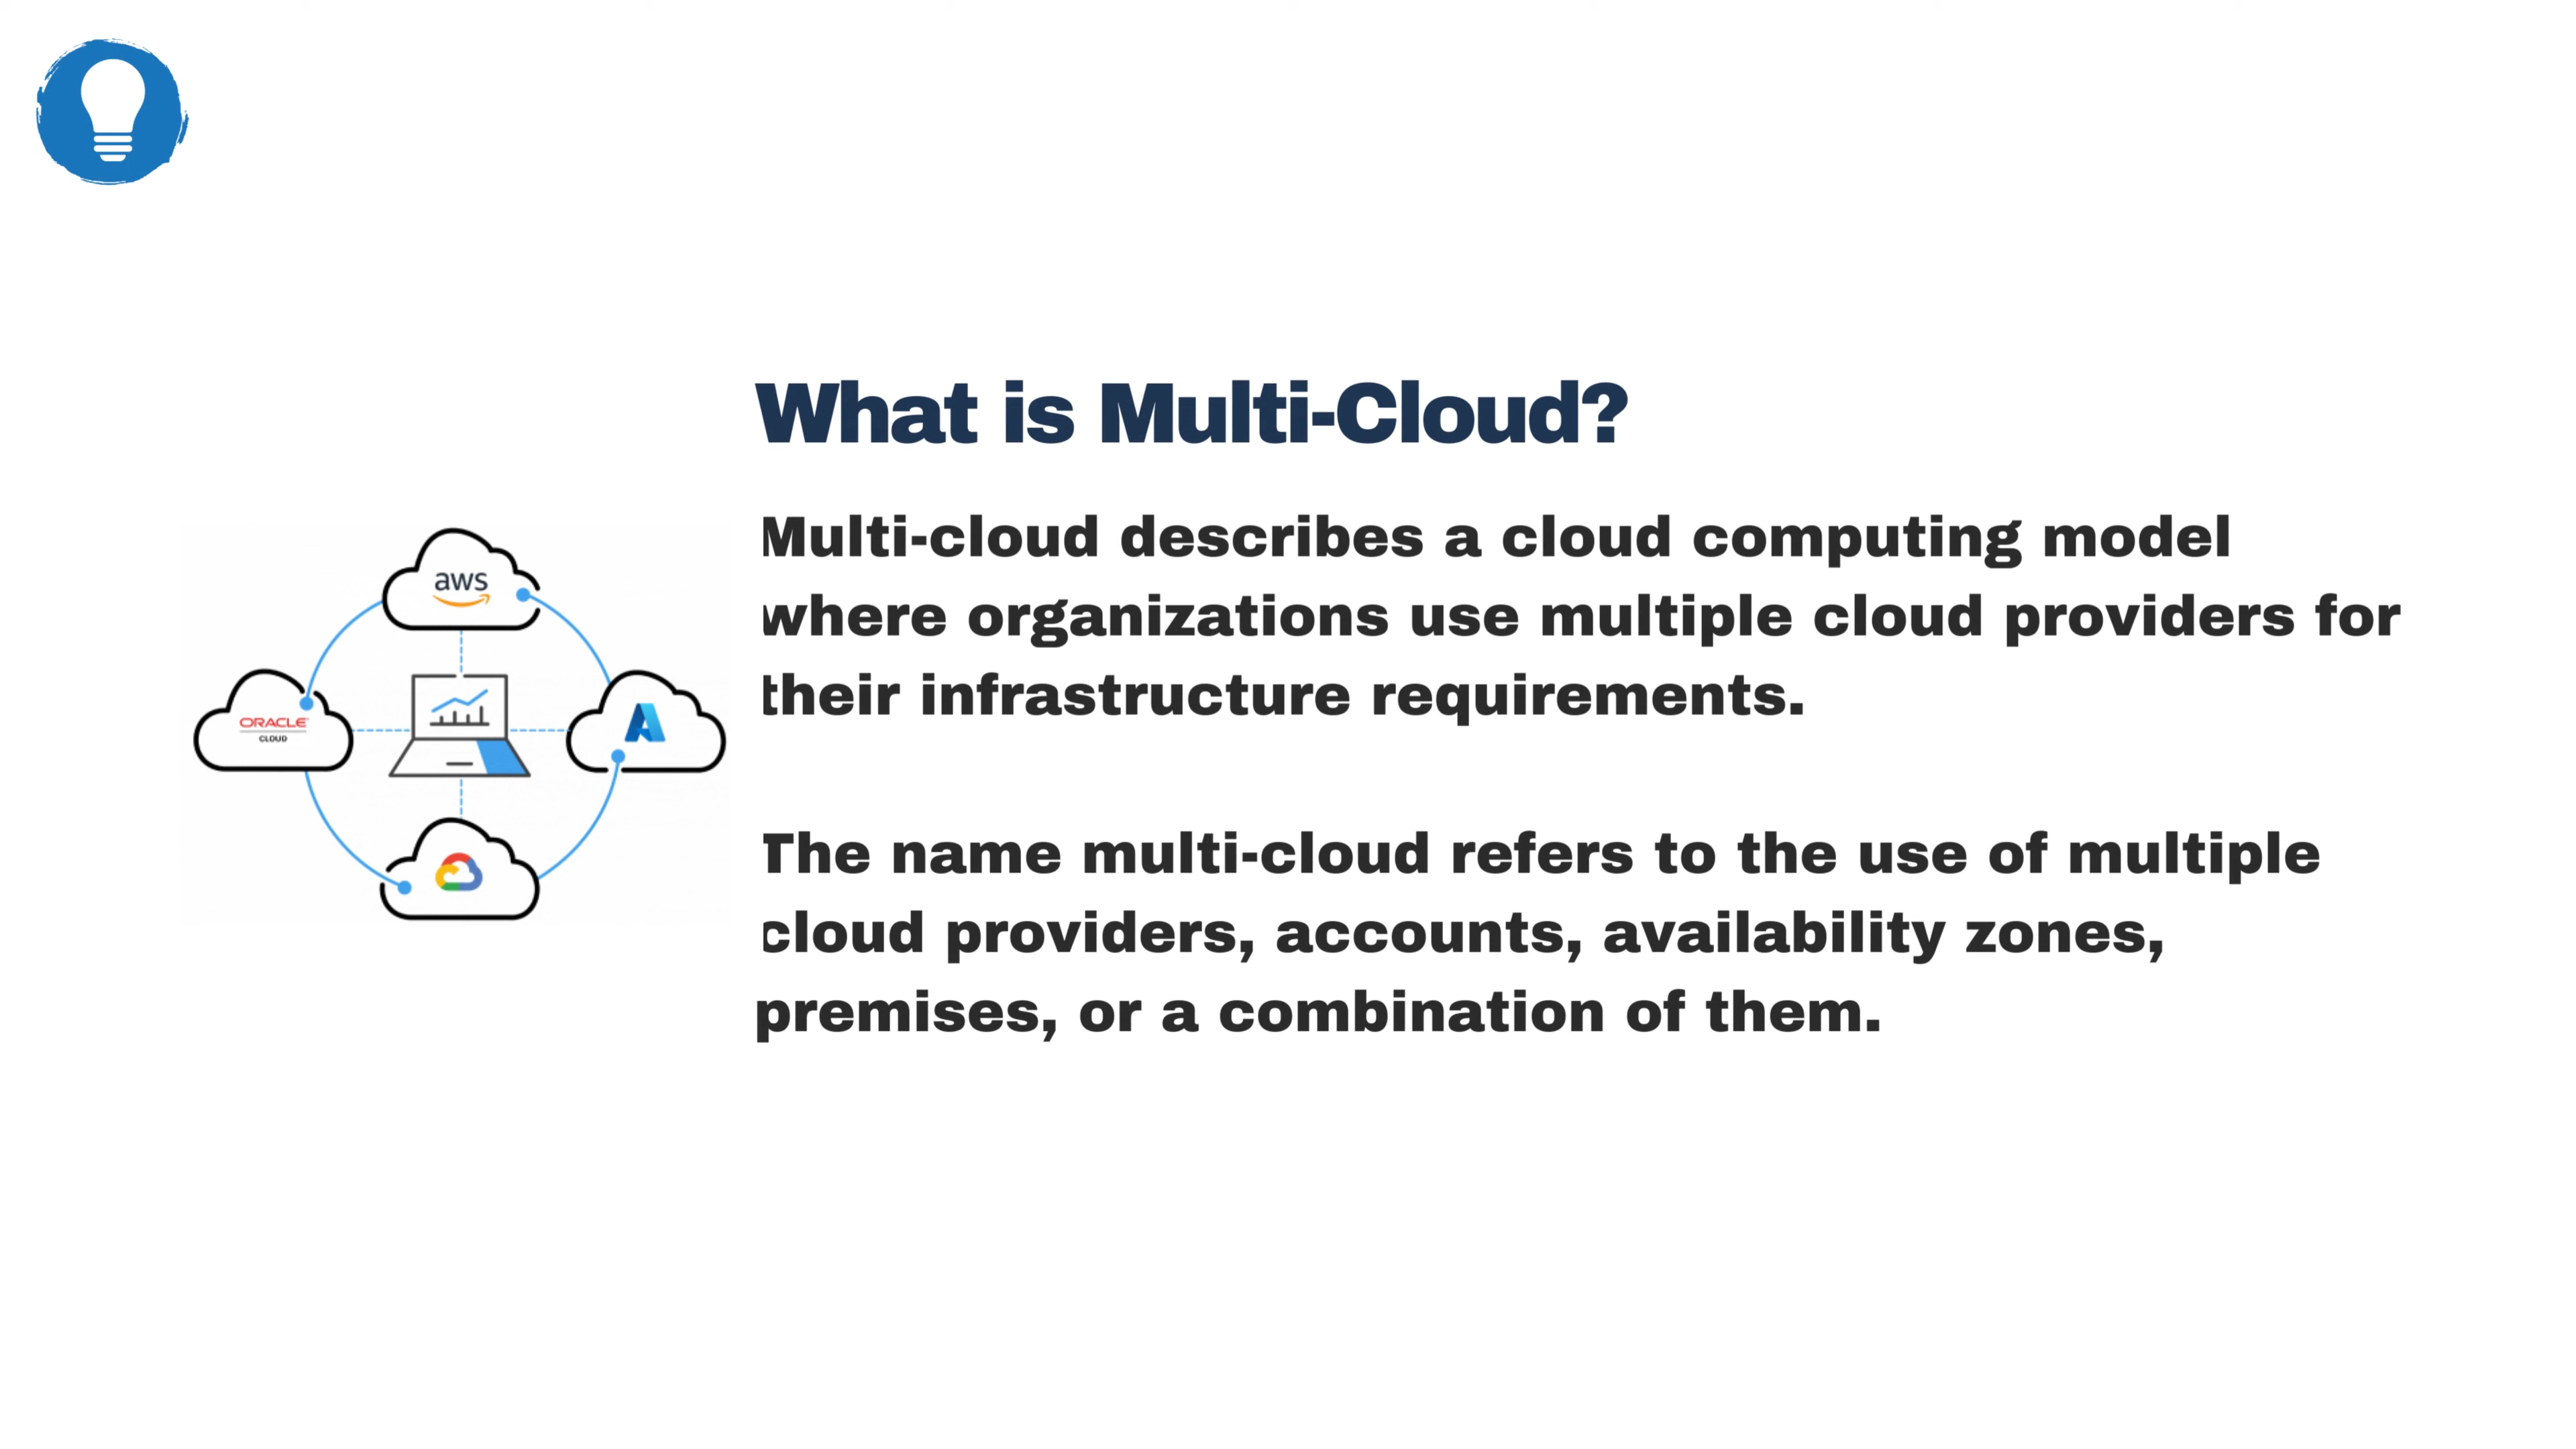 What is Multi-Cloud?
Multi-cloud describes a cloud computing model
where organizations use multiple cloud providers for
their infrastructure requirements.
The name multi-cloud refers to the use of multiple
cloud providers, accounts, availability zones,
premises, or a combination of them.
aws
ORACLE
CLOUD